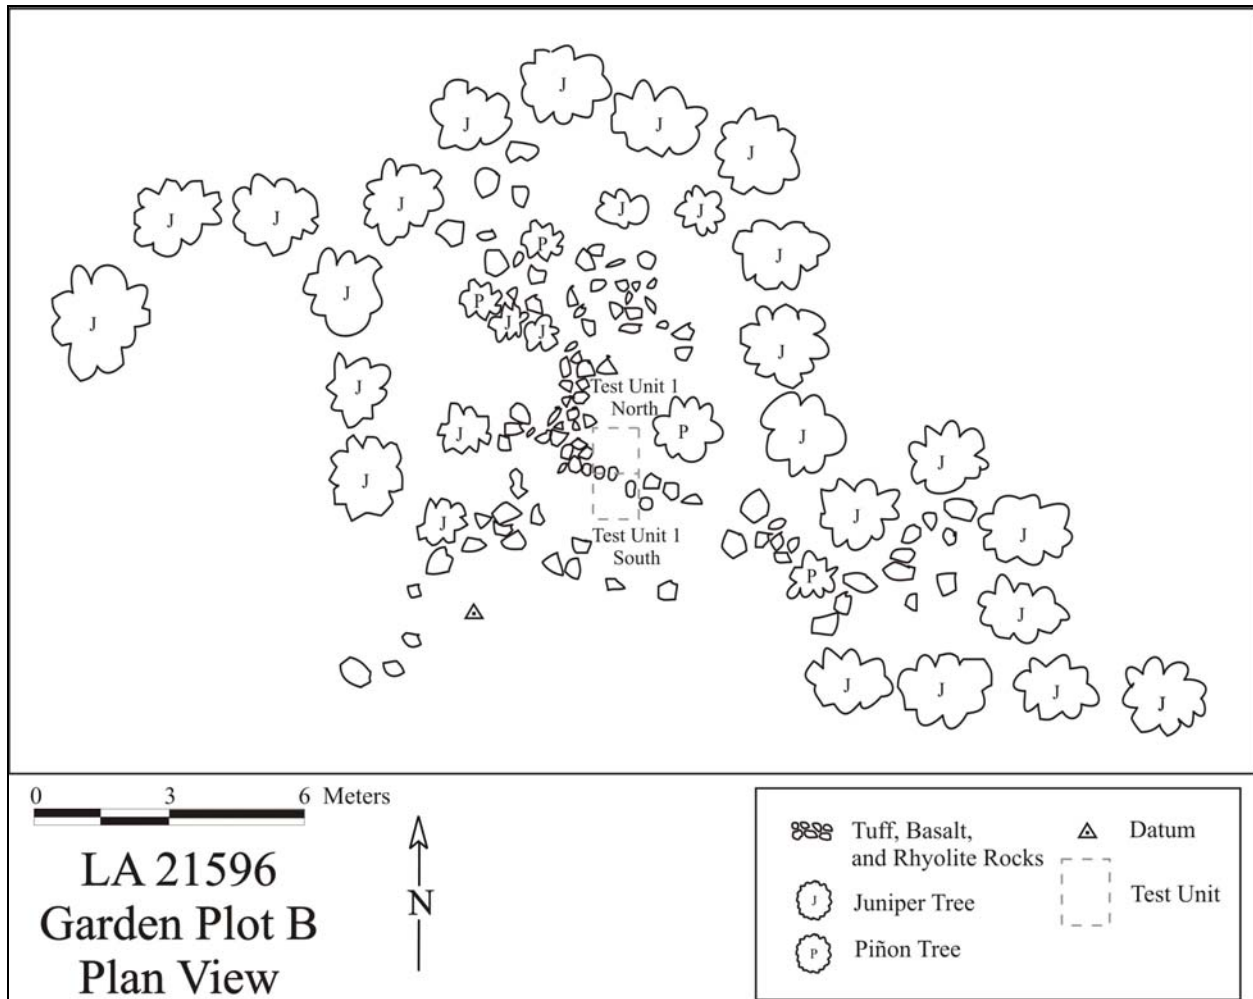 J
J
J
J
J
J
J
J
J
P
J
J
P
J
J
J
J
Test Unit 1
North
J
J
P
J
J
J
J
J
J
Test Unit 1
South
P
J
J
J
J
J
0 3 6 Meters
LA 21596
Garden Plot B
Plan View
N
Tuff, Basalt,
and Rhyolite Rocks
J Juniper Tree
P Piñon Tree
Datum
Test Unit